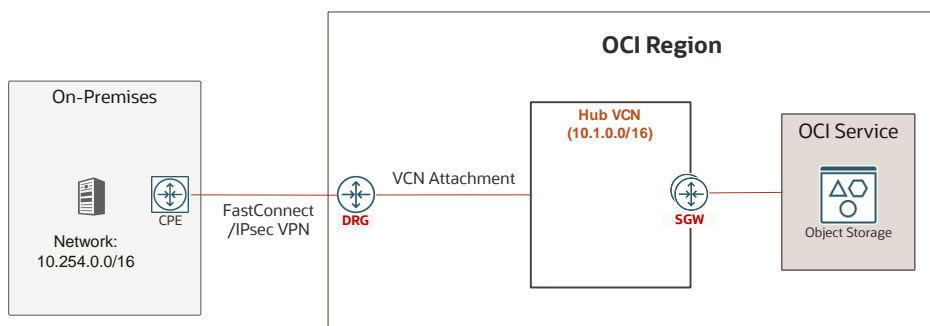 OCI Region
On-Premises
CPE
Network:
10.254.0.0/16
FastConnect
/IPsec VPN
DRG
VCN Attachment
Hub VCN
(10.1.0.0/16)
SGW
OCI Service
Object Storage